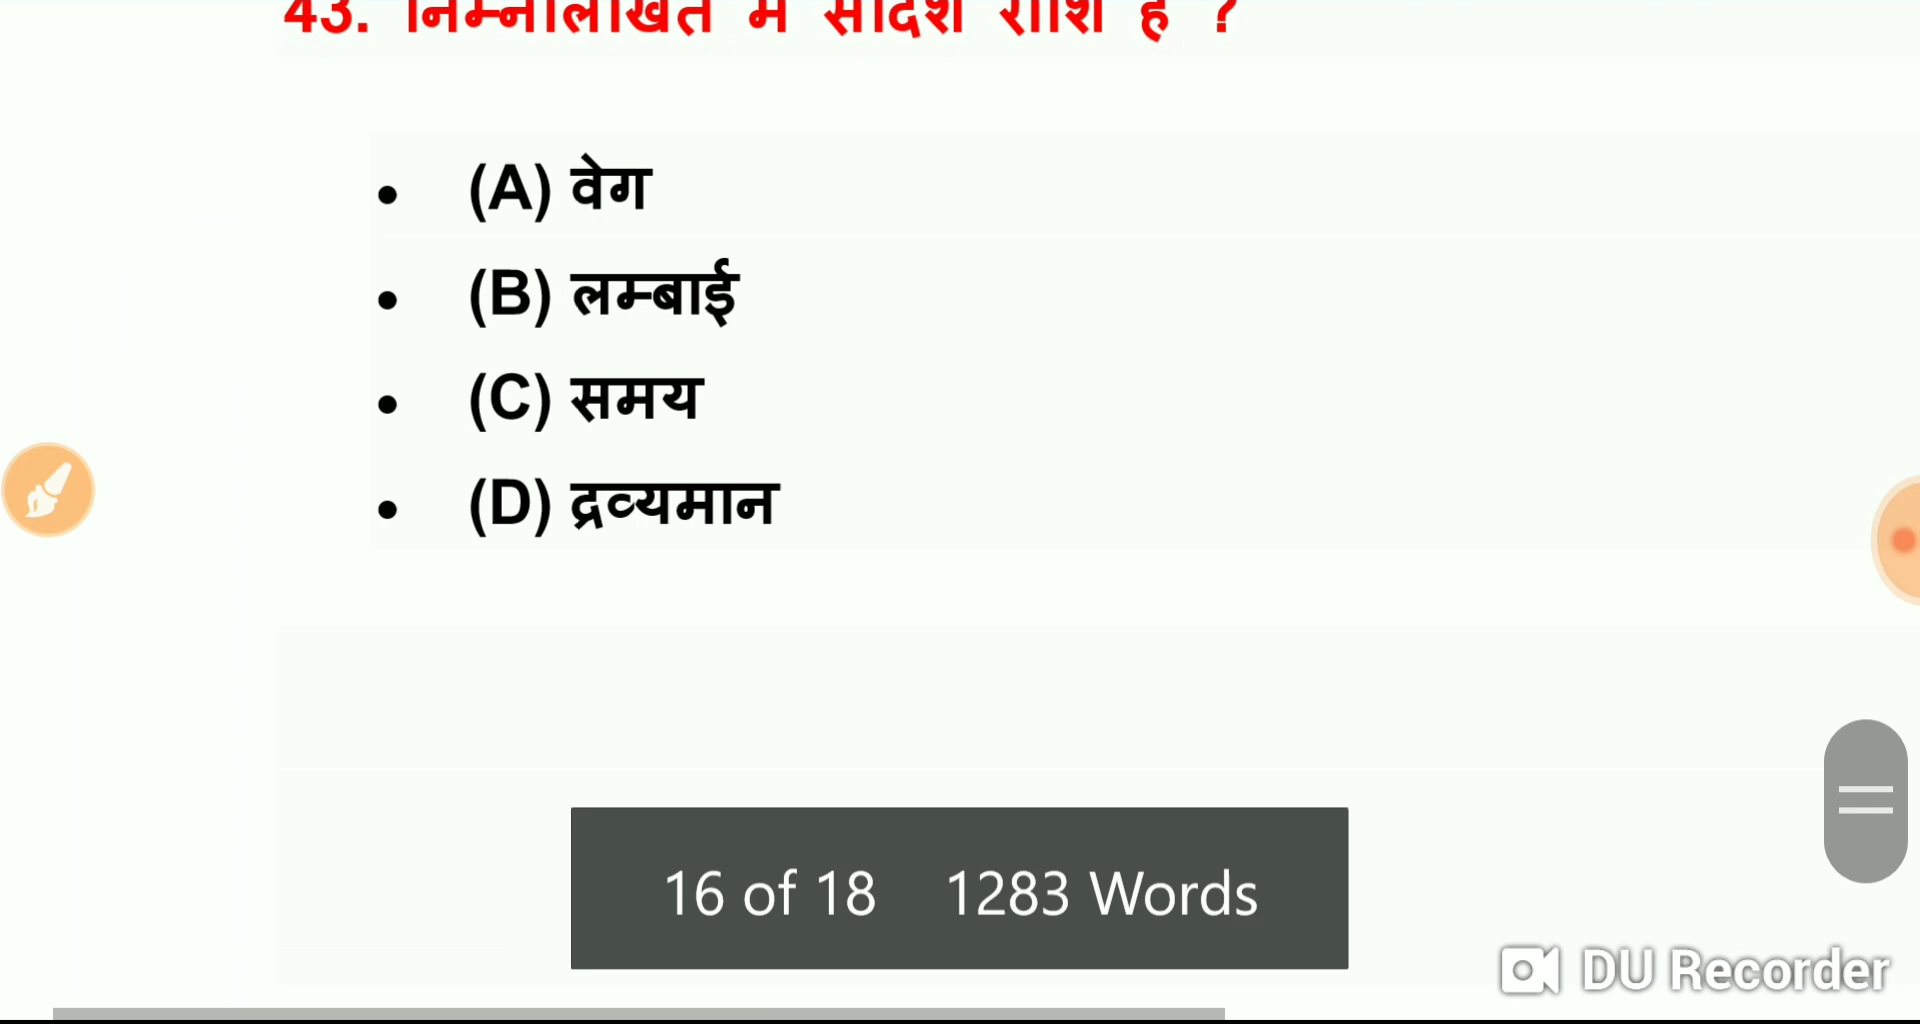 43. निम्नलिखित में सदिश राशि है ?
• (A) वेग
• (B) लम्बाई
• (C) समय
• (D) द्रव्यमान
16 of 18 1283 Words
DU Recorder